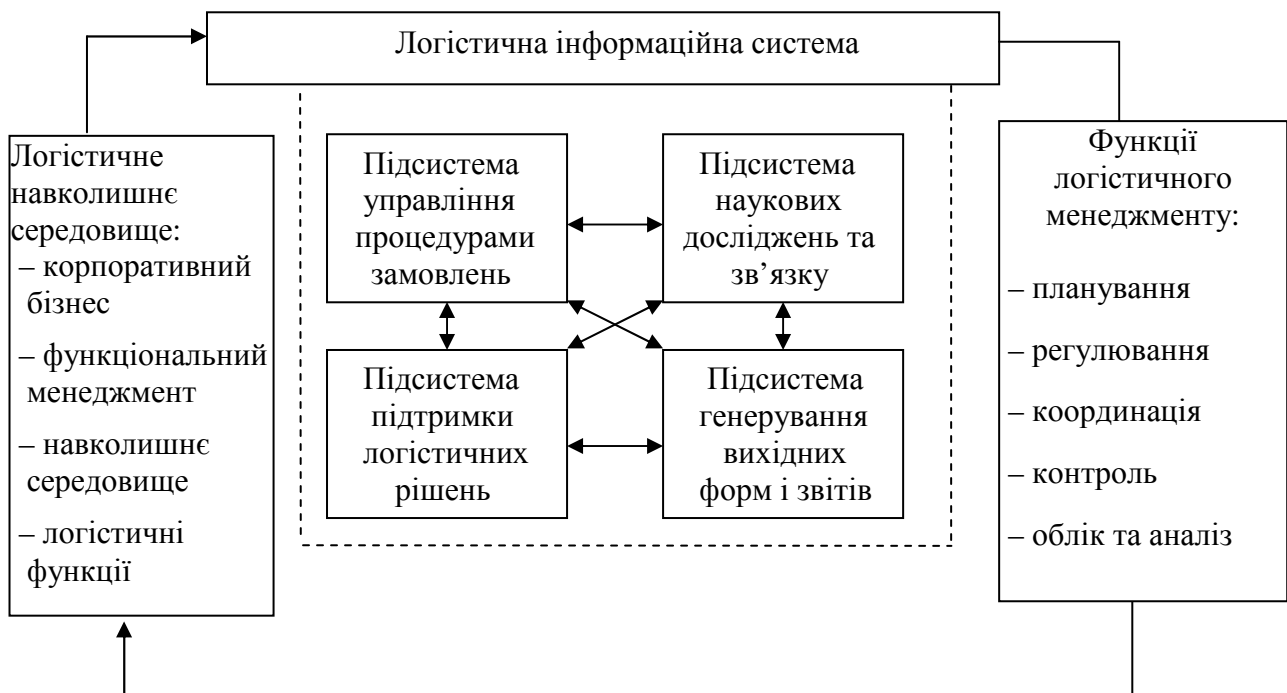 Логістична інформаційна система
Логістичне
навколишнє
середовище:
– корпоративний
бізнес
– функціональний
менеджмент
– навколишнє
середовище
– логістичні
функції
Підсистема
управління
процедурами
замовлень
Підсистема
наукових
досліджень та
зв’язку
Підсистема
підтримки
логістичних
рішень
Підсистема
генерування
вихідних
форм і звітів
Функції
логістичного
менеджменту:
– планування
– регулювання
– координація
– контроль
– облік та аналіз